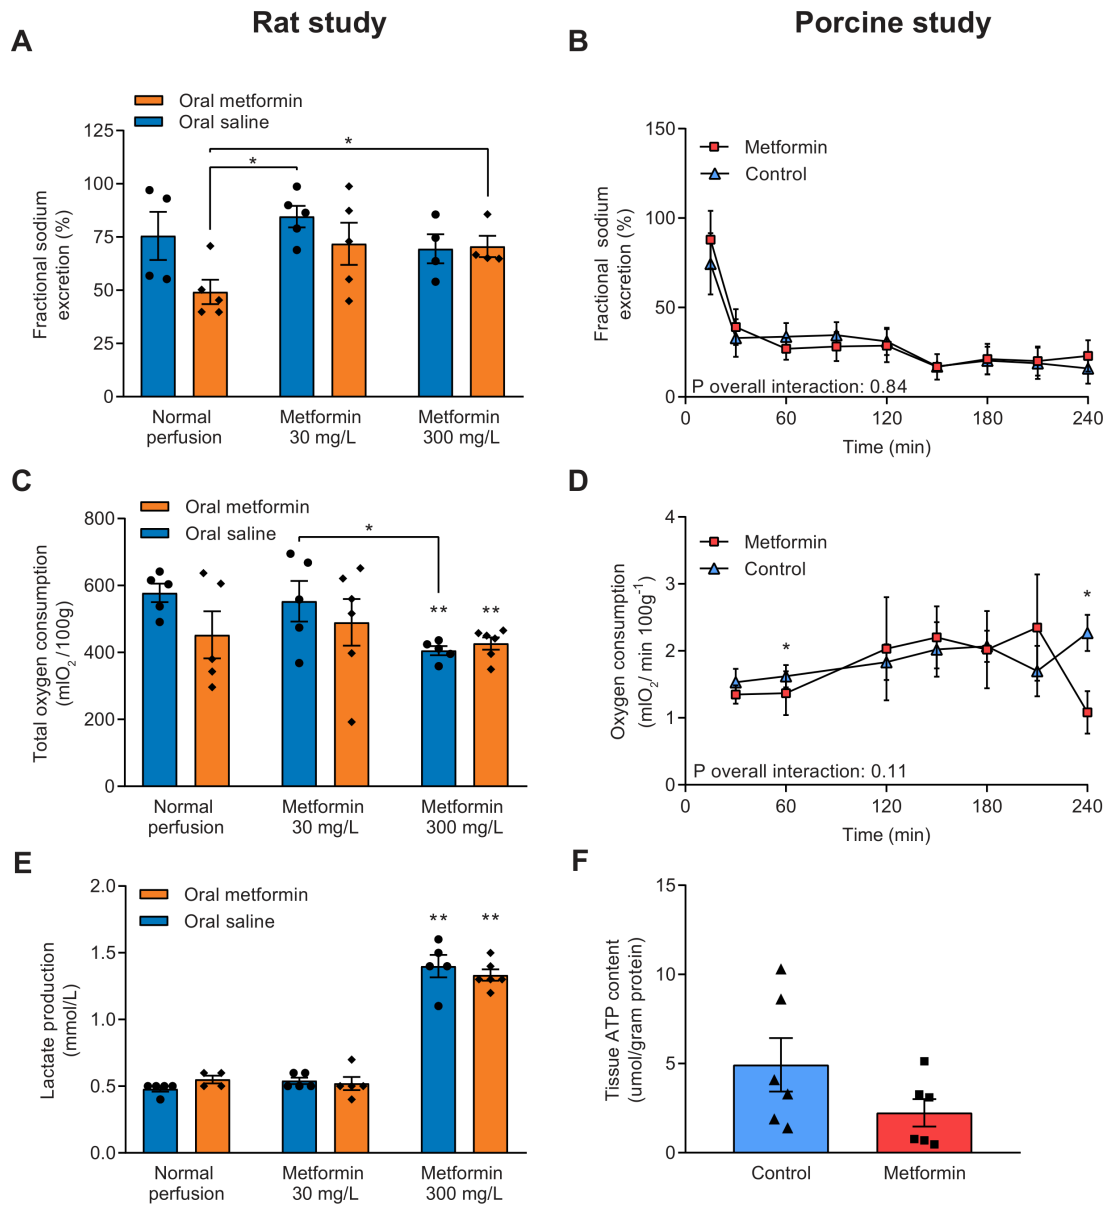 Rat study
Porcine study
A
Oral metformin
Oral saline
Fractional sodium
excretion (%)
125
100
75
50
25
0
*
*
Normal
perfusion
Metformin
30 mg/L
Metformin
300 mg/L
B
Metformin
Control
Fractional sodium
excretion (%)
150
100
50
0
P overall interaction: 0.84
0
60
120
180
240
Time (min)
C
Oral metformin
Oral saline
Total oxygen consumption
(mlO2 / 100g)
800
600
400
200
0
*
**
**
Normal
perfusion
Metformin
30 mg/L
Metformin
300 mg/L
D
Metformin
Control
Oxygen consumption
(mlO2/ min 100g-1)
4
3
2
1
0
*
*
P overall interaction: 0.11
0
60
120
180
240
Time (min)
E
Oral metformin
Oral saline
Lactate production
(mmol/L)
2.0
1.5
1.0
0.5
0.0
**
**
Normal
perfusion
Metformin
30 mg/L
Metformin
300 mg/L
F
Tissue ATP content
(umol/gram protein)
15
10
5
0
Control
Metformin